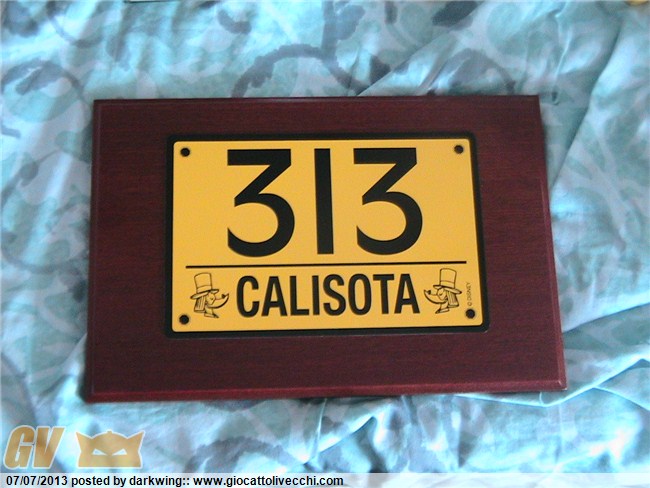 313
CALISOTA
© DISNEY
GV
07/07/2013 posted by darkwing:: www.giocattolivecchi.com